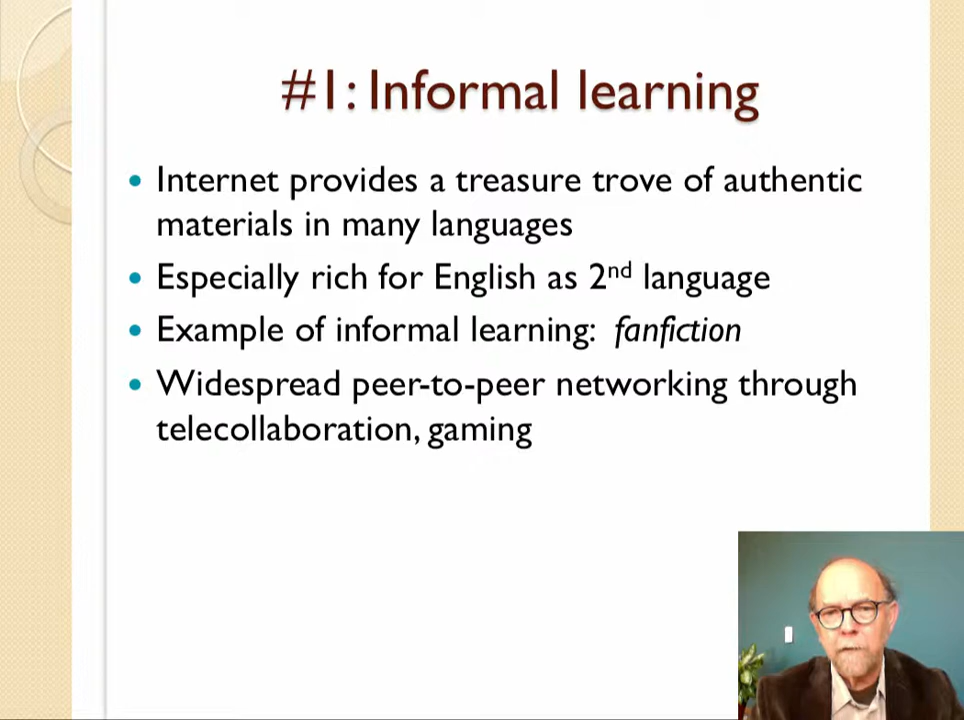 #1: Informal learning
• Internet provides a treasure trove of authentic
materials in many languages
• Especially rich for English as 2nd language
• Example of informal learning: fanfiction
• Widespread peer-to-peer networking through
telecollaboration, gaming